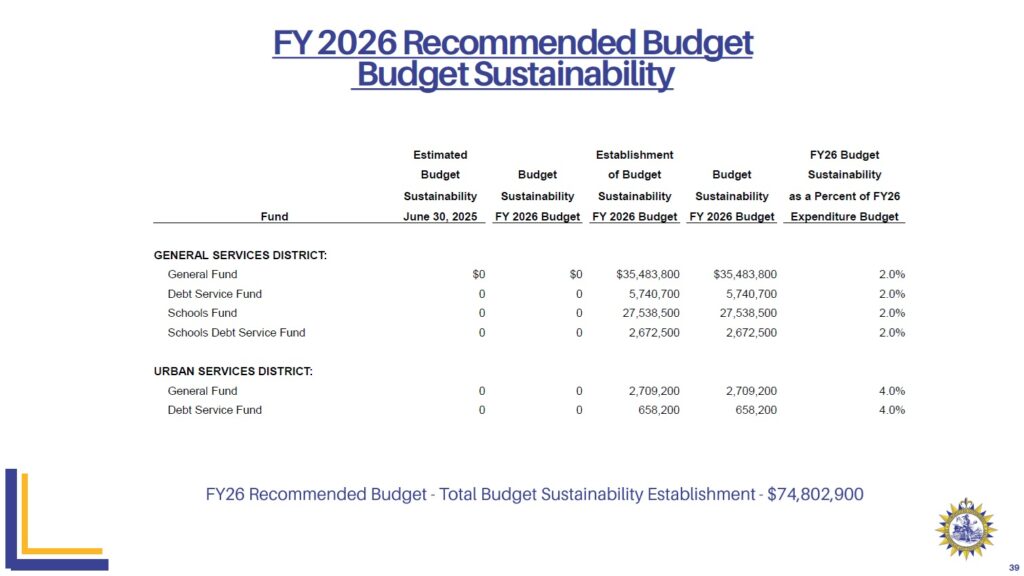 FY 2026 Recommended Budget
Budget Sustainability
Estimated Establishment FY26 Budget
Budget Budget of Budget Budget Sustainability
Sustainability Sustainability Sustainability Sustainability as a Percent of FY26
Fund June 30, 2025 FY 2026 Budget FY 2026 Budget FY 2026 Budget Expenditure Budget
GENERAL SERVICES DISTRICT:
General Fund $0 $0 $35,483,800 $35,483,800 2.0%
Debt Service Fund 0 0 5,740,700 5,740,700 2.0%
Schools Fund 0 0 27,538,500 27,538,500 2.0%
Schools Debt Service Fund 0 0 2,672,500 2,672,500 2.0%
URBAN SERVICES DISTRICT:
General Fund 0 0 2,709,200 2,709,200 4.0%
Debt Service Fund 0 0 658,200 658,200 4.0%
FY26 Recommended Budget - Total Budget Sustainability Establishment - $74,802,900
39